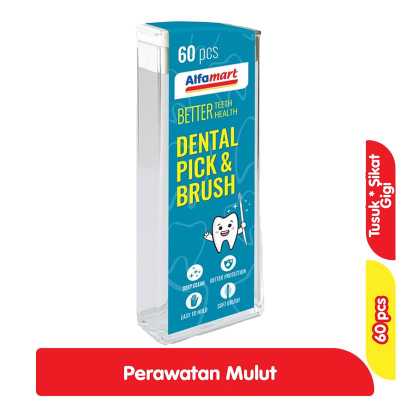 60 pcs
Alfamart
BETTER TEETH HEALTH
DENTAL
PICK &
BRUSH
DEEP CLEAN
BETTER PROTECTION
EASY TO HOLD
SOFT BRUSH
Tusuk * Sikat
Gigi
60 pcs
Perawatan Mulut